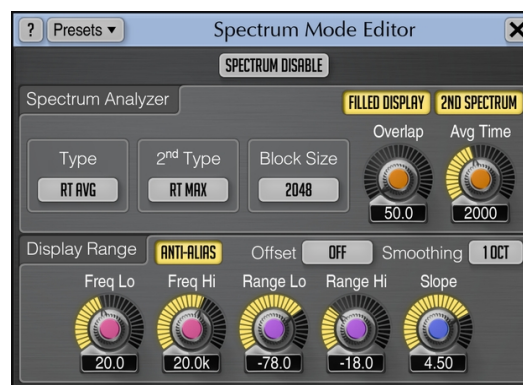 ? Presets ▼ Spectrum Mode Editor X
SPECTRUM DISABLE
Spectrum Analyzer FILLED DISPLAY 2ND SPECTRUM
Overlap Avg Time
Type 2nd Type Block Size
RT AVG RT MAX 2048
50.0 2000
Display Range ANTI-ALIAS Offset OFF Smoothing 1 OCT
Freq Lo Freq Hi Range Lo Range Hi Slope
20.0 20.0k -78.0 -18.0 4.50